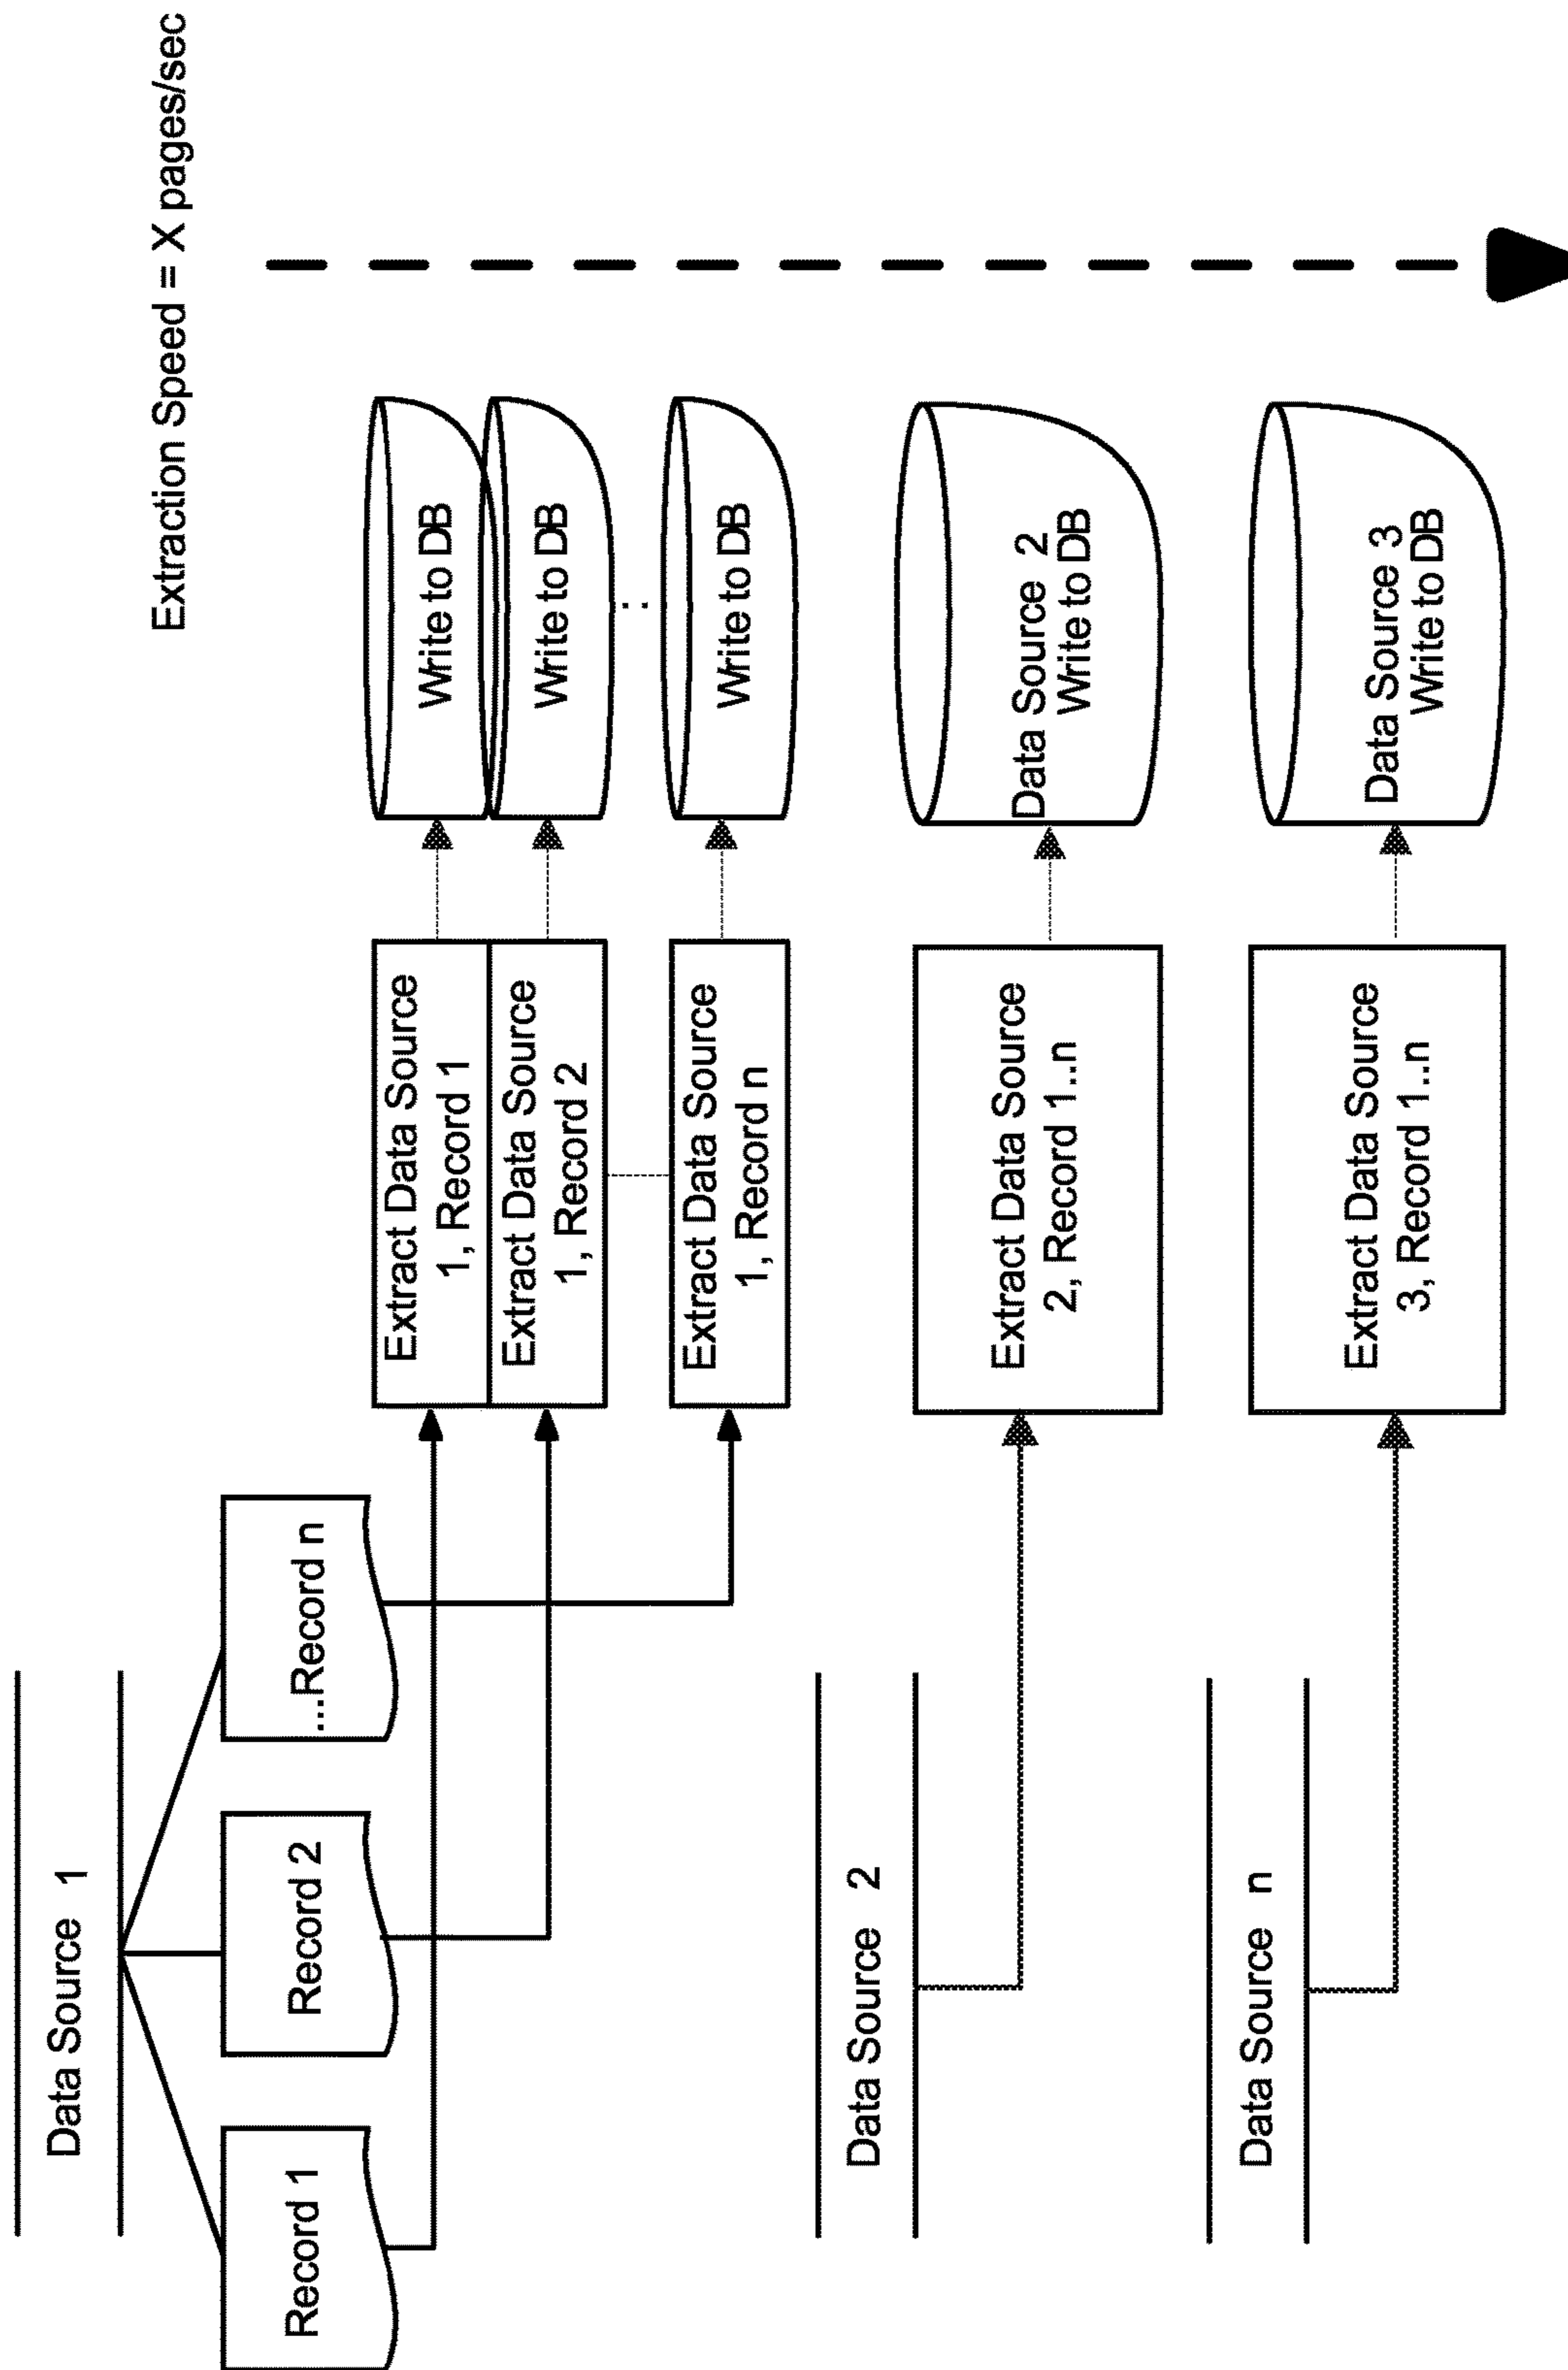 Extraction Speed = X pages/sec
Data Source 1
Record 1
Record 2
...Record n
Extract Data Source
1, Record 1
Write to DB
Extract Data Source
1, Record 2
Write to DB
..
Extract Data Source
1, Record n
Write to DB
Data Source 2
Extract Data Source
2, Record 1..n
Data Source 2
Write to DB
Data Source n
Extract Data Source
3, Record 1..n
Data Source 3
Write to DB